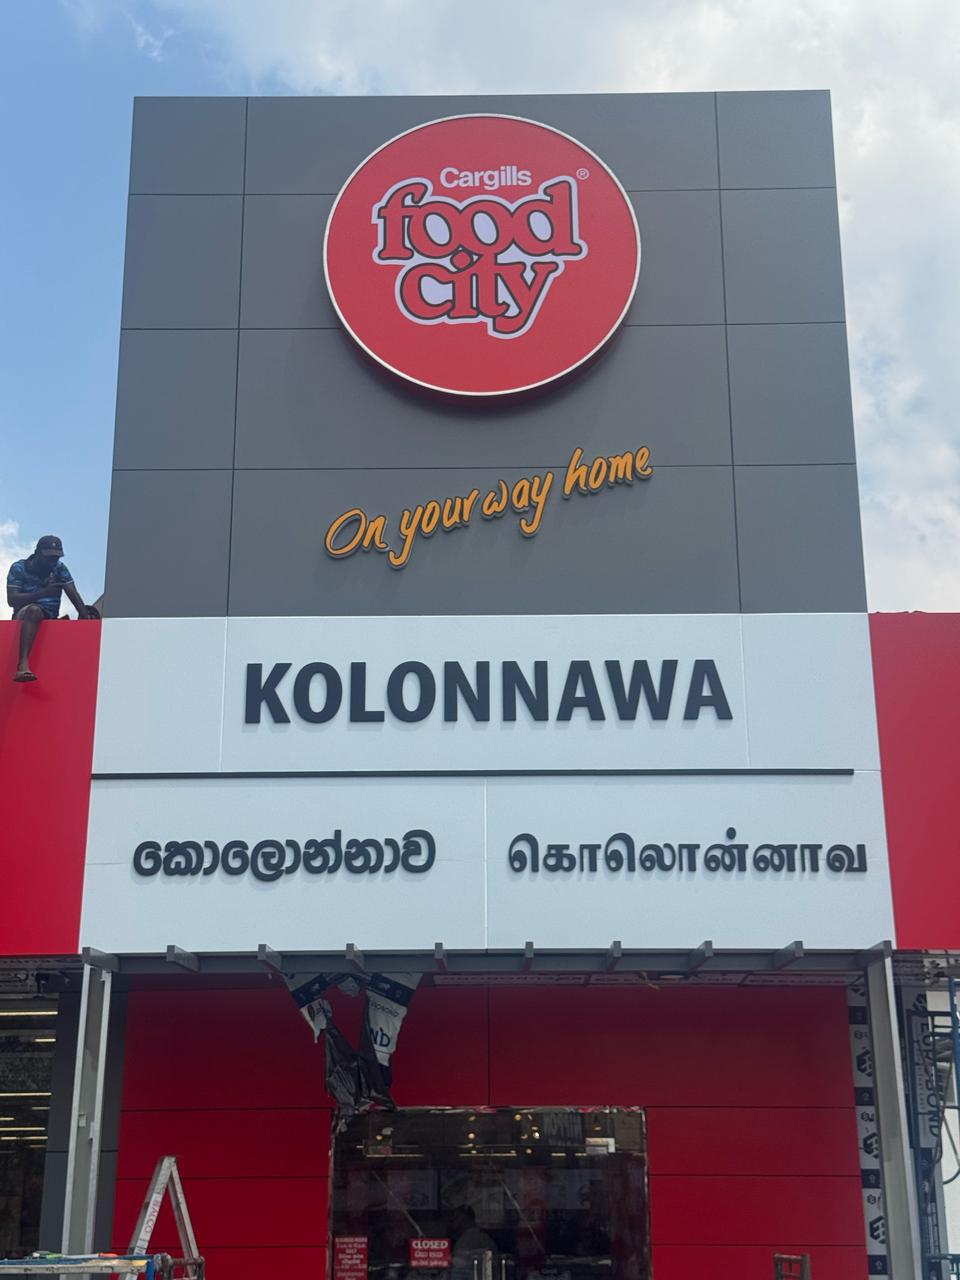 Cargills
®
food
city
On your way home
KOLONNAWA
කොලොන්නාව
கொலொன்னாவ
CLOSED